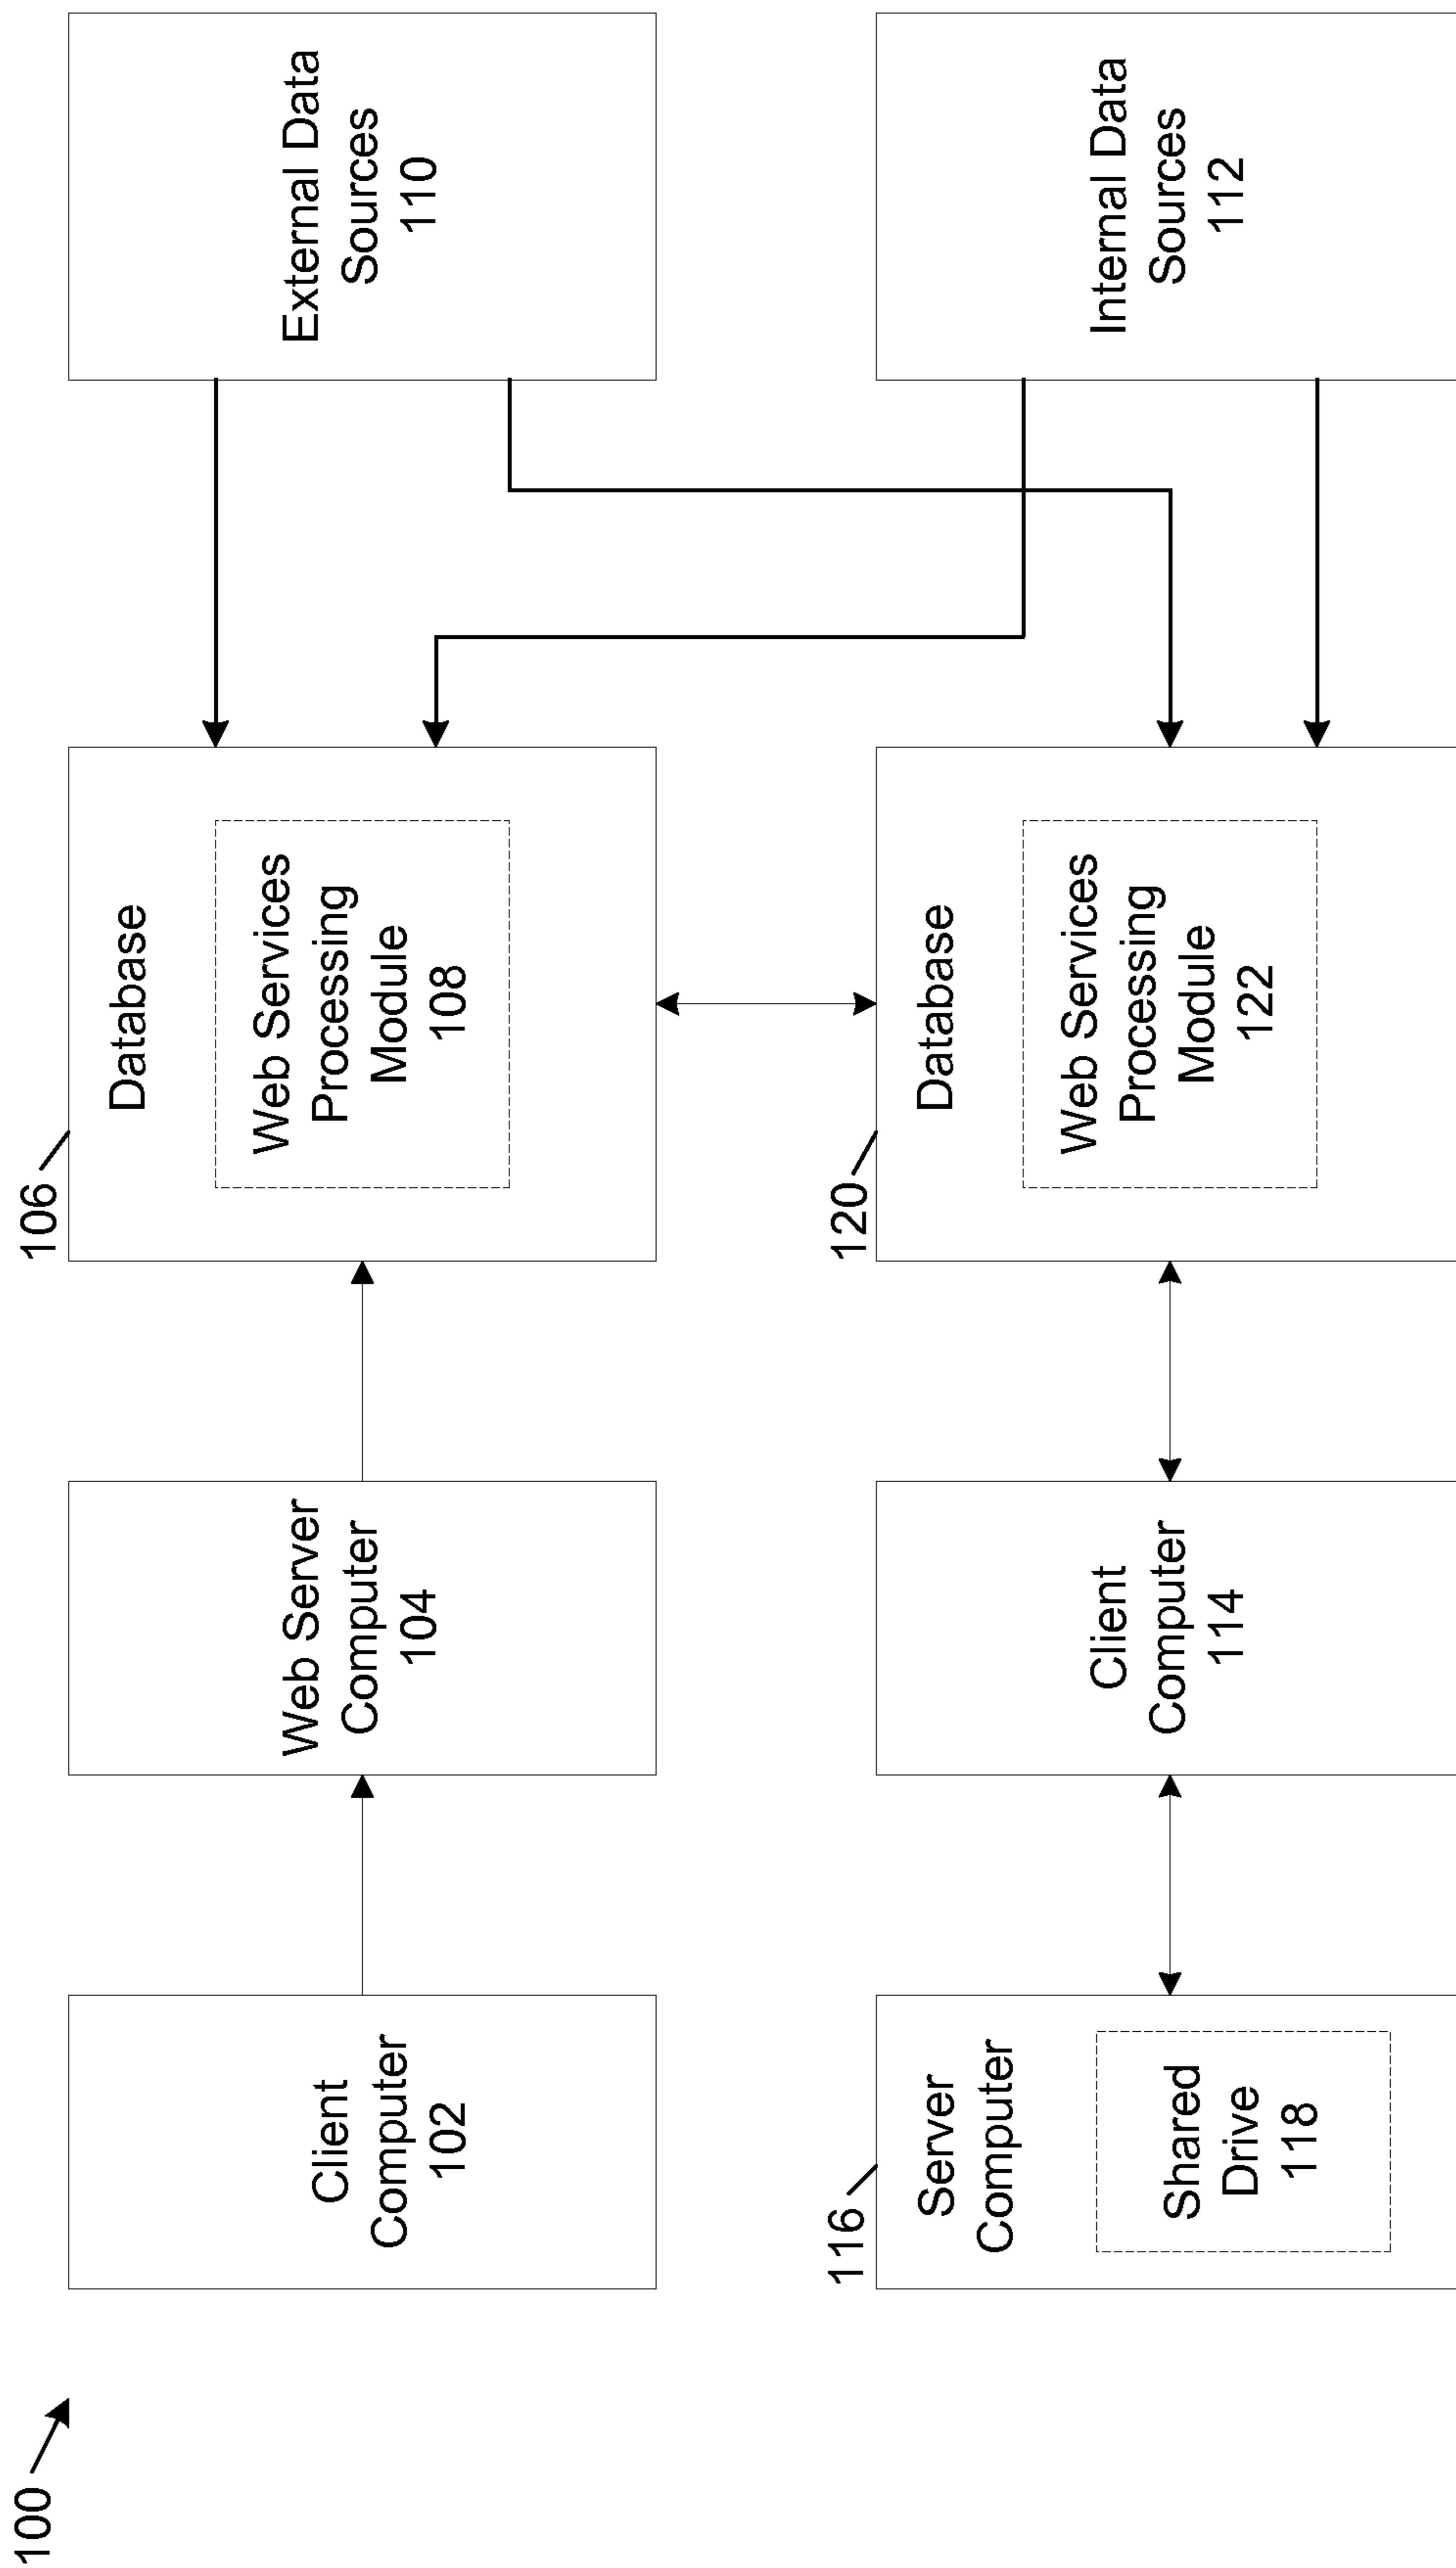 100
Client
Computer
102
Web Server
Computer
104
106
Database
Web Services
Processing
Module
108
External Data
Sources
110
116
Server
Computer
Shared
Drive
118
Client
Computer
114
120
Database
Web Services
Processing
Module
122
Internal Data
Sources
112